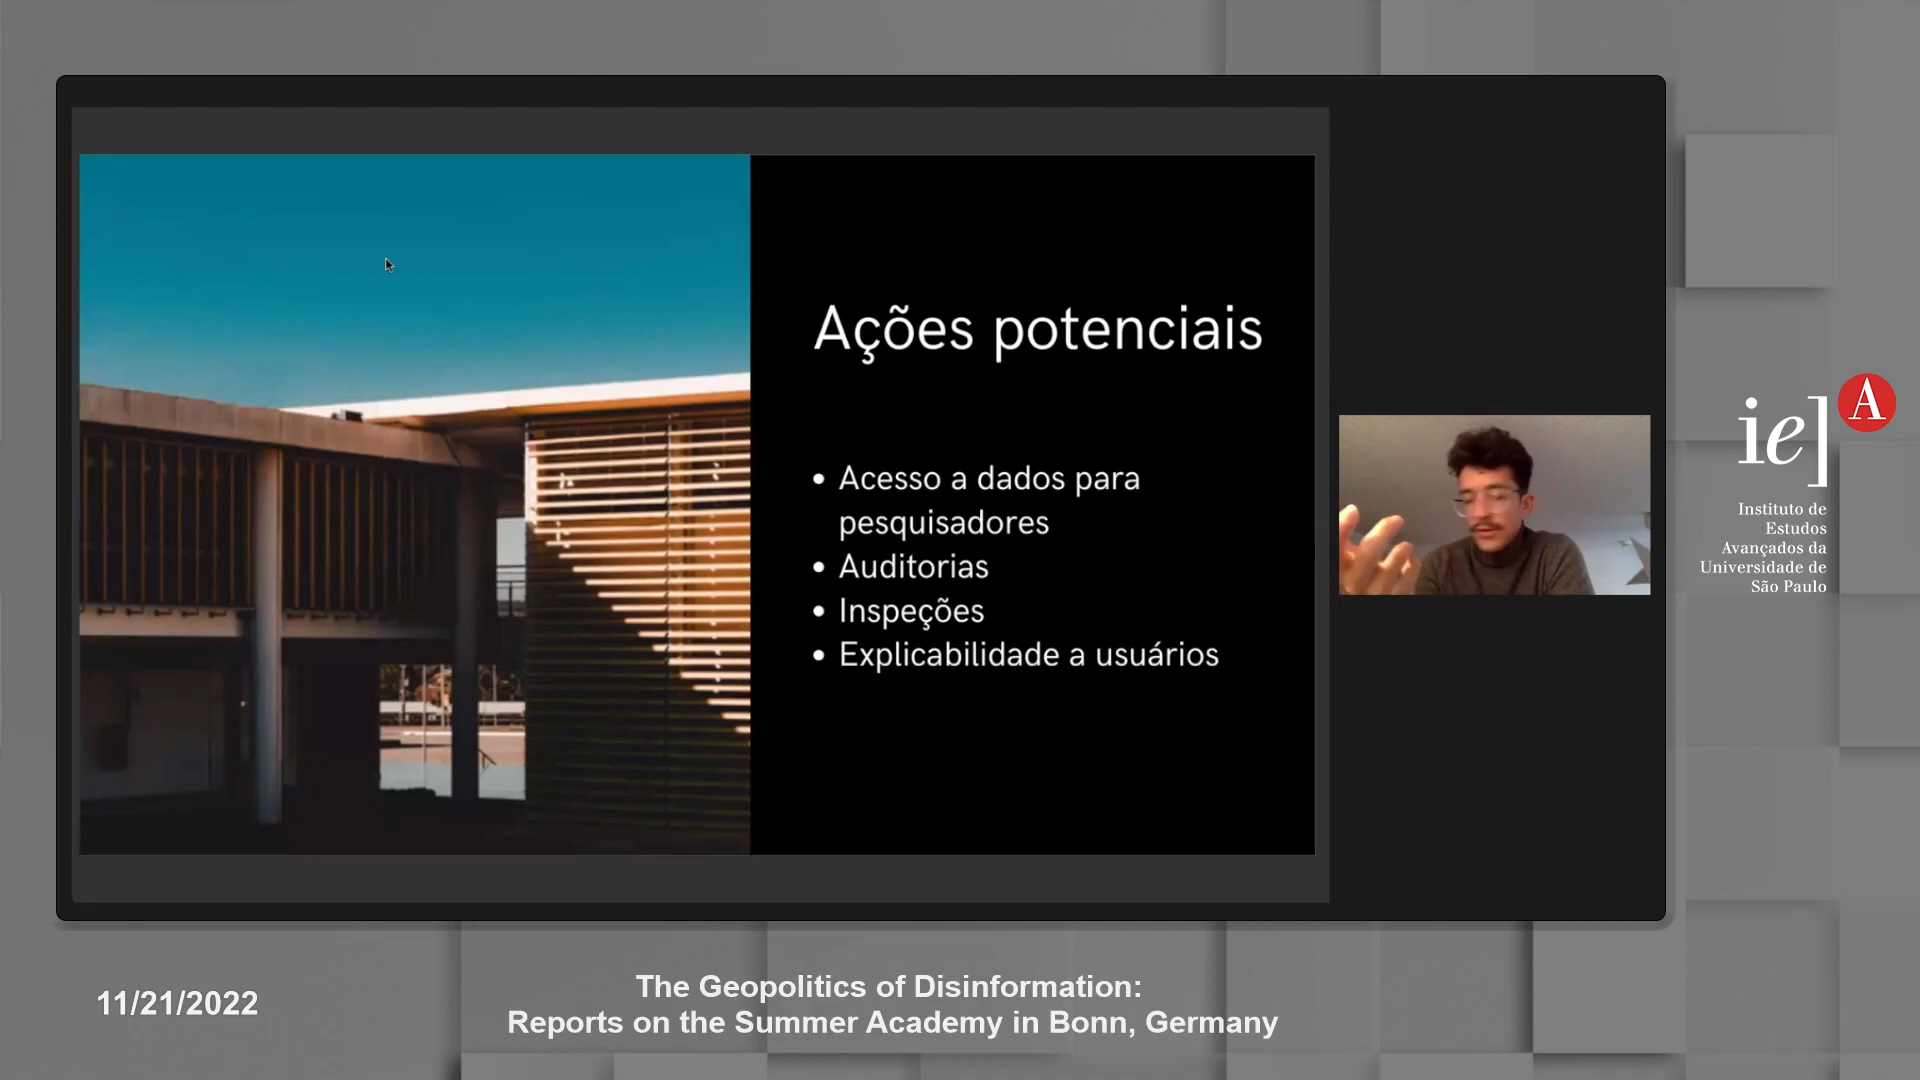 Ações potenciais
• Acesso a dados para
pesquisadores
• Auditorias
• Inspeções
• Explicabilidade a usuários
ie]A
Instituto de
Estudos
Avançados da
Universidade de
São Paulo
11/21/2022
The Geopolitics of Disinformation:
Reports on the Summer Academy in Bonn, Germany